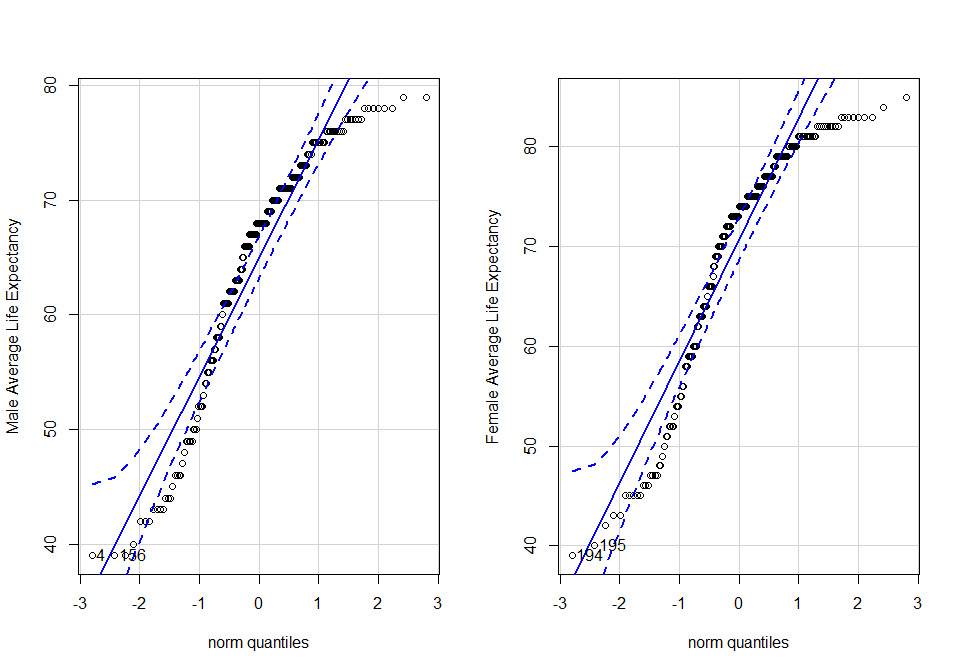 Male Average Life Expectancy
80
70
60
50
40
4
156
-3 -2 -1 0 1 2 3
norm quantiles
Female Average Life Expectancy
80
70
60
50
40
194
195
-3 -2 -1 0 1 2 3
norm quantiles